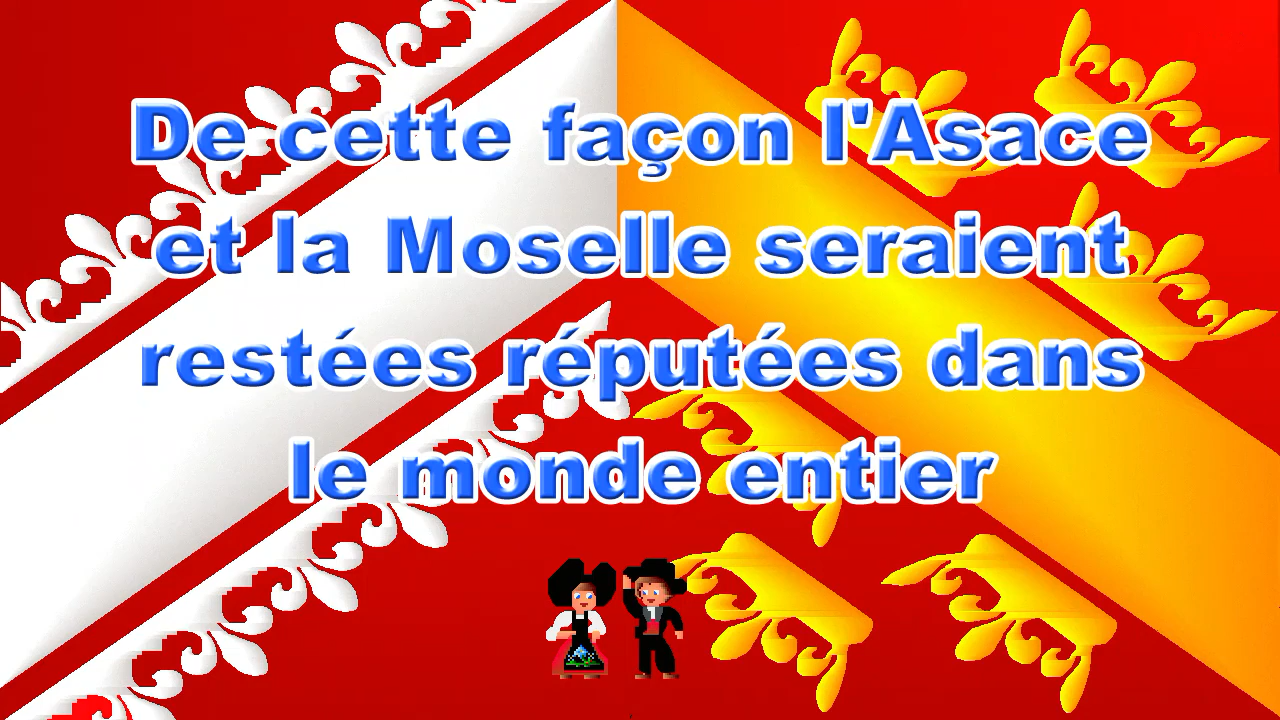 De cette façon l'Asace
et la Moselle seraient
restées réputées dans
le monde entier